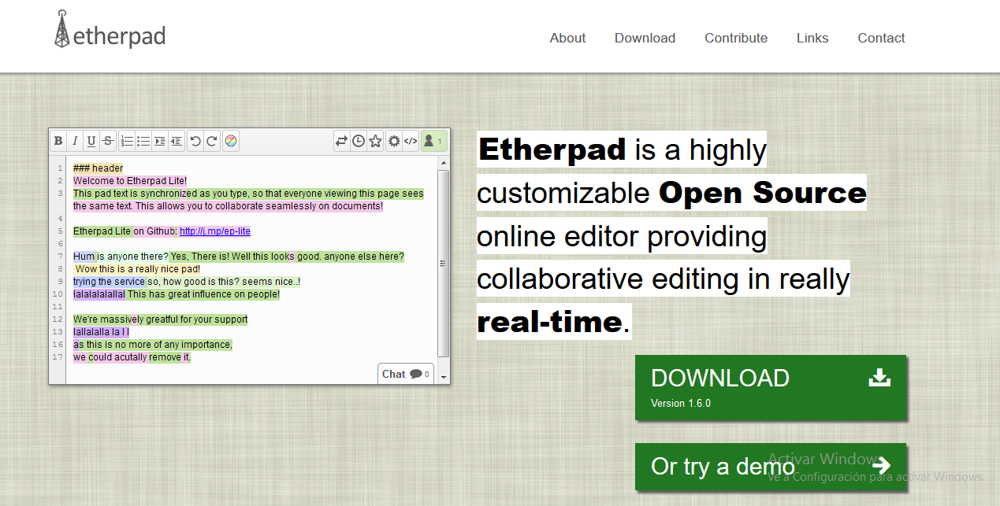 etherpad
About Download Contribute Links Contact
B I U S
1
1 ### header
2 Welcome to Etherpad Lite!
3 This pad text is synchronized as you type, so that everyone viewing this page sees
the same text. This allows you to collaborate seamlessly on documents!
4
5 Etherpad Lite on Github: http://j.mp/ep-lite
6
7 Hum is anyone there? Yes, There is! Well this looks good. anyone else here?
8 Wow this is a really nice pad!
9 trying the service so, how good is this? seems nice..!
10 lalalalalallal This has great influence on people!
11
12 We're massively greatful for your support
13 lallalalla la l l
16 as this is no more of any importance,
17 we could acutally remove it.
Chat 0
Etherpad is a highly
customizable Open Source
online editor providing
collaborative editing in really
real-time.
DOWNLOAD
Version 1.6.0
Or try a demo
Activar Windows
Ve a Configuración para activar Windows.